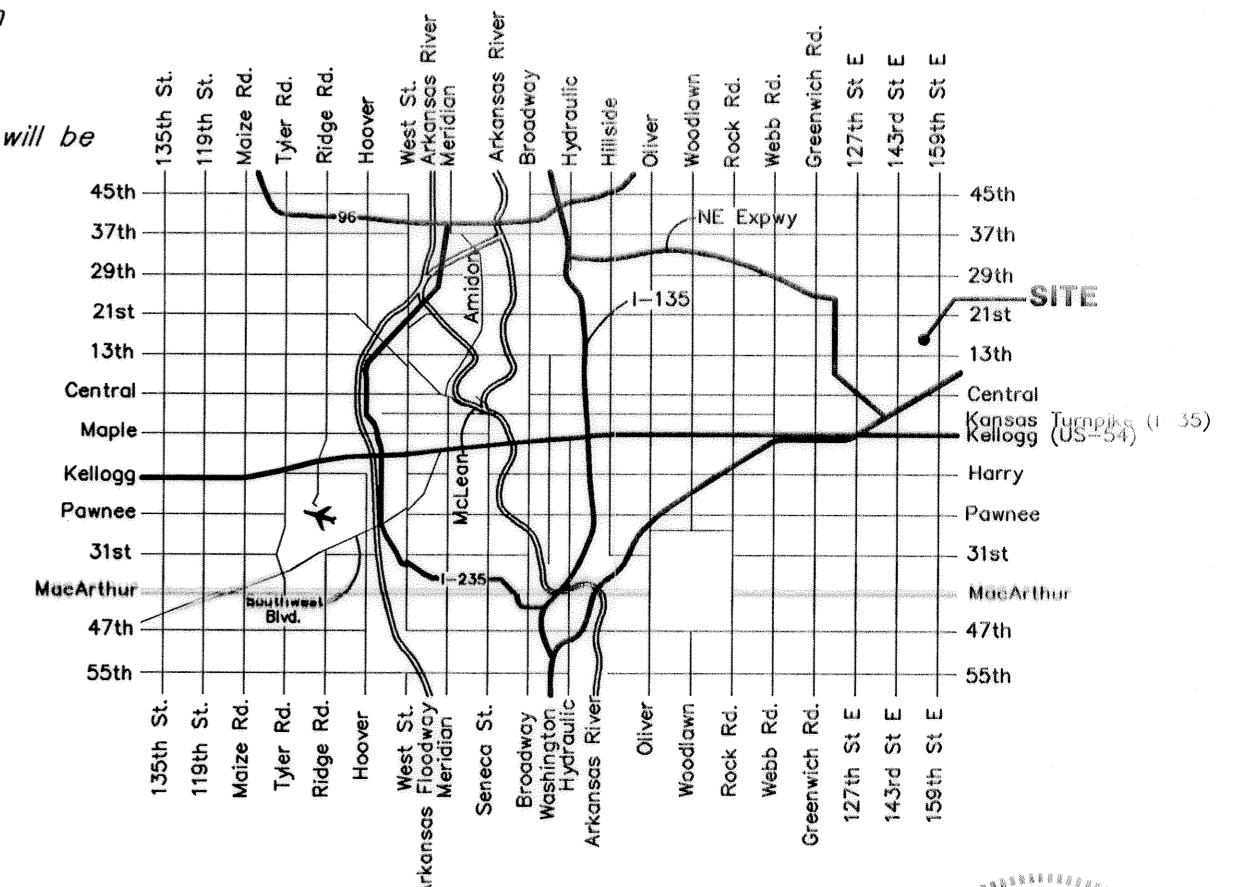 will be
135th St.
119th St.
Maize Rd.
Tyler Rd.
Ridge Rd.
Hoover
West St.
Arkansas River
Meridian
Arkansas River
Broadway
Hydraulic
Hillside
Oliver
Woodlawn
Rock Rd.
Webb Rd.
Greenwich Rd.
127th St E
143rd St E
159th St E
45th
37th
29th
21st
13th
Central
Maple
Kellogg
Pawnee
31st
MacArthur
47th
55th
96
NE Expwy
Amidon
I-135
SITE
McLean
I-235
Southwest
Blvd.
45th
37th
29th
21st
13th
Central
Kansas Turnpike (I-35)
Kellogg (US-54)
Harry
Pawnee
31st
MacArthur
47th
55th
135th St.
119th St.
Maize Rd.
Tyler Rd.
Ridge Rd.
Hoover
West St.
Arkansas Floodway
Meridian
Seneca St.
Broadway
Washington
Hydraulic
Arkansas River
Oliver
Woodlawn
Rock Rd.
Webb Rd.
Greenwich Rd.
127th St E
143rd St E
159th St E